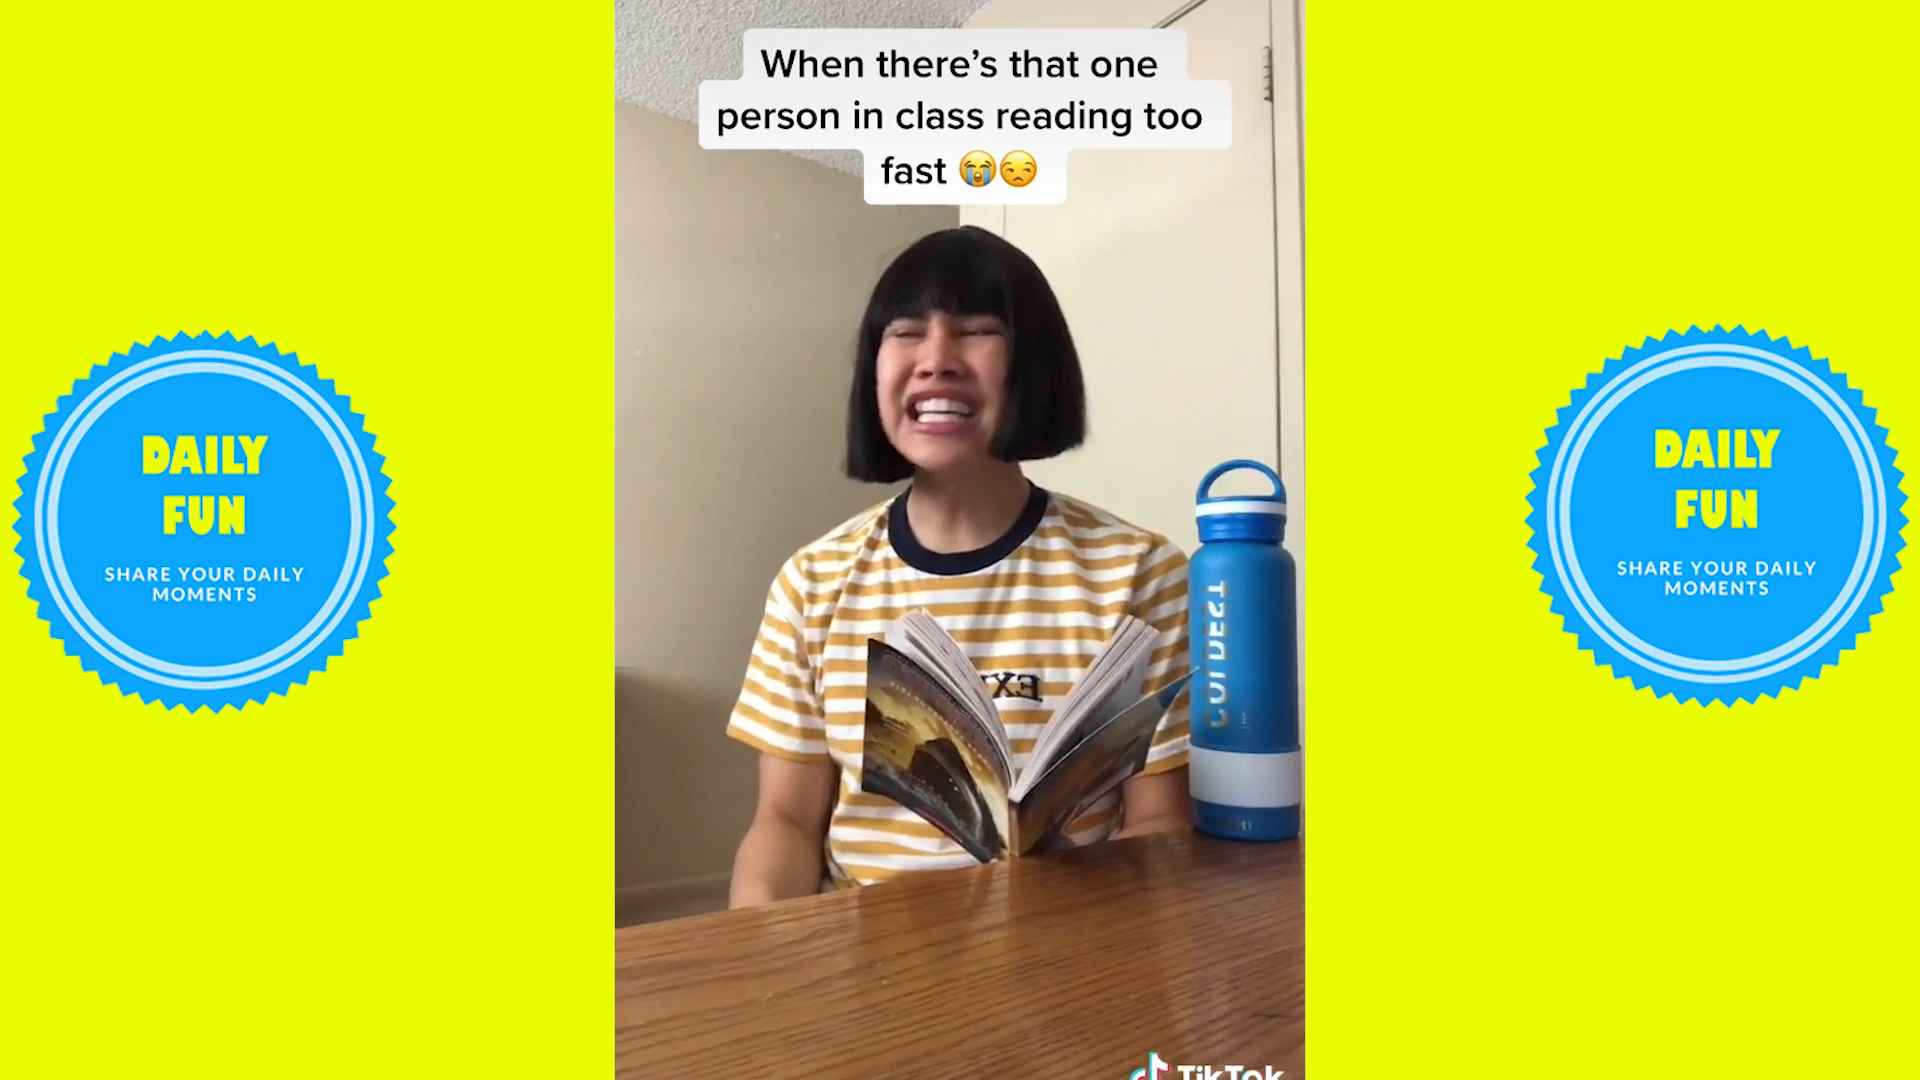 When there's that one
person in class reading too
fast 😭😒
DAILY
FUN
SHARE YOUR DAILY
MOMENTS
DAILY
FUN
SHARE YOUR DAILY
MOMENTS
TikTok